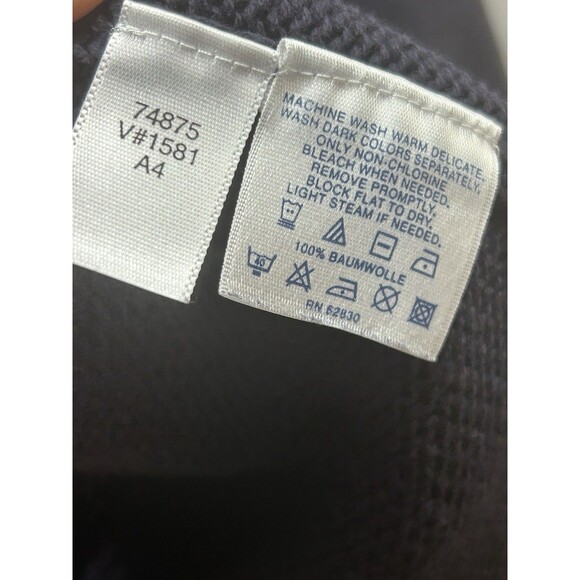 74875
V#1581
A4
MACHINE WASH WARM DELICATE.
WASH DARK COLORS SEPARATELY.
ONLY NON-CHLORINE
BLEACH WHEN NEEDED.
REMOVE PROMPTLY.
BLOCK FLAT TO DRY.
LIGHT STEAM IF NEEDED.
100% BAUMWOLLE
40
RN 62830